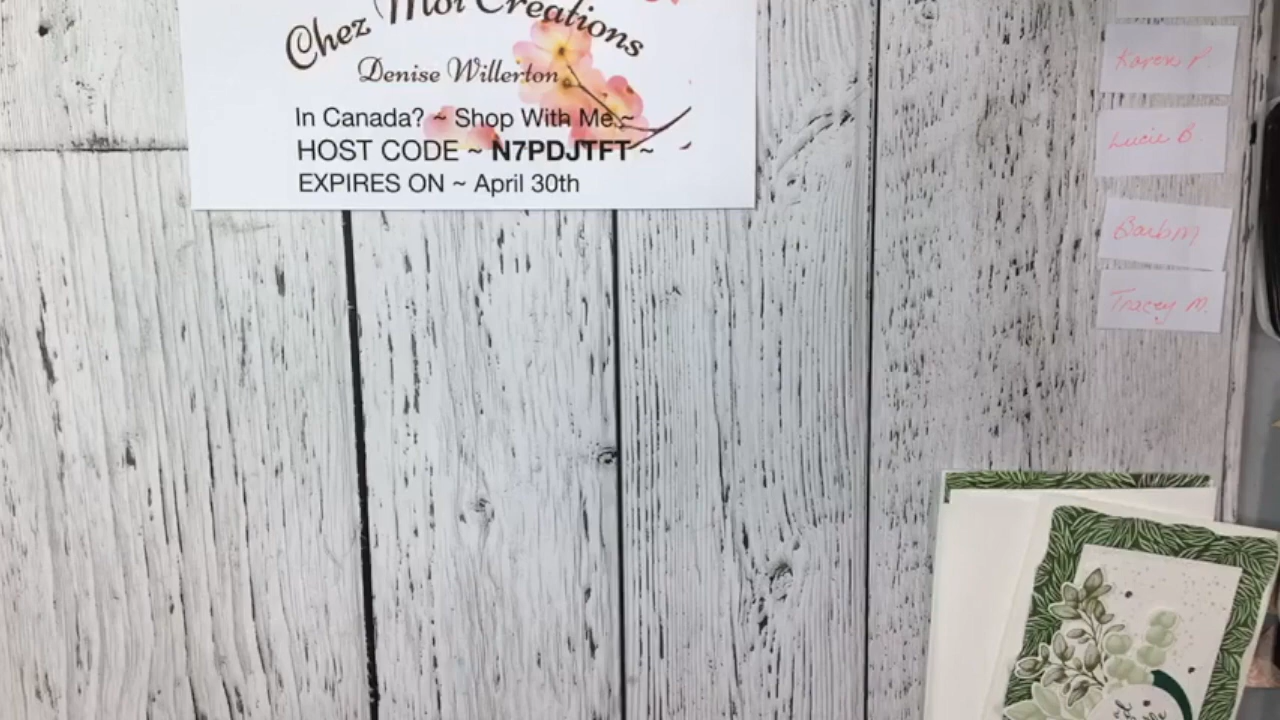 Chez Moi Creations
Denise Willerton
In Canada? ~ Shop With Me ~
HOST CODE ~ N7PDJTFT ~
EXPIRES ON ~ April 30th
Karen P.
Lucie B
Barb M
Tracey M.